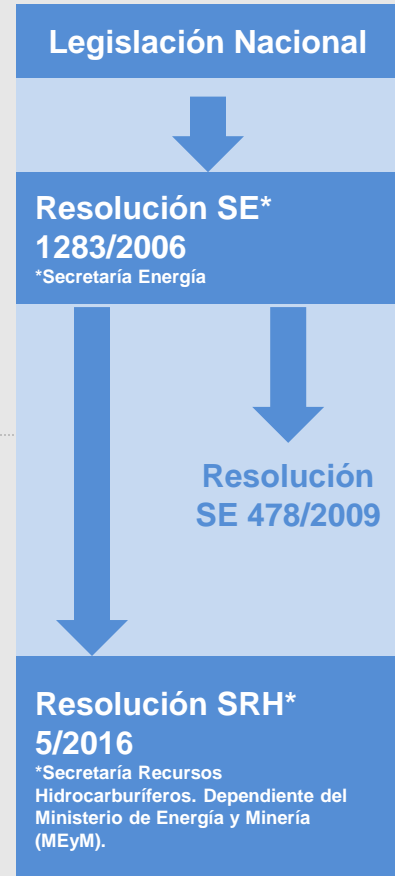 Legislación Nacional
Resolución SE*
1283/2006
*Secretaría Energía
Resolución
SE 478/2009
Resolución SRH*
5/2016
*Secretaría Recursos
Hidrocarburíferos. Dependiente del
Ministerio de Energía y Minería
(MEyM).